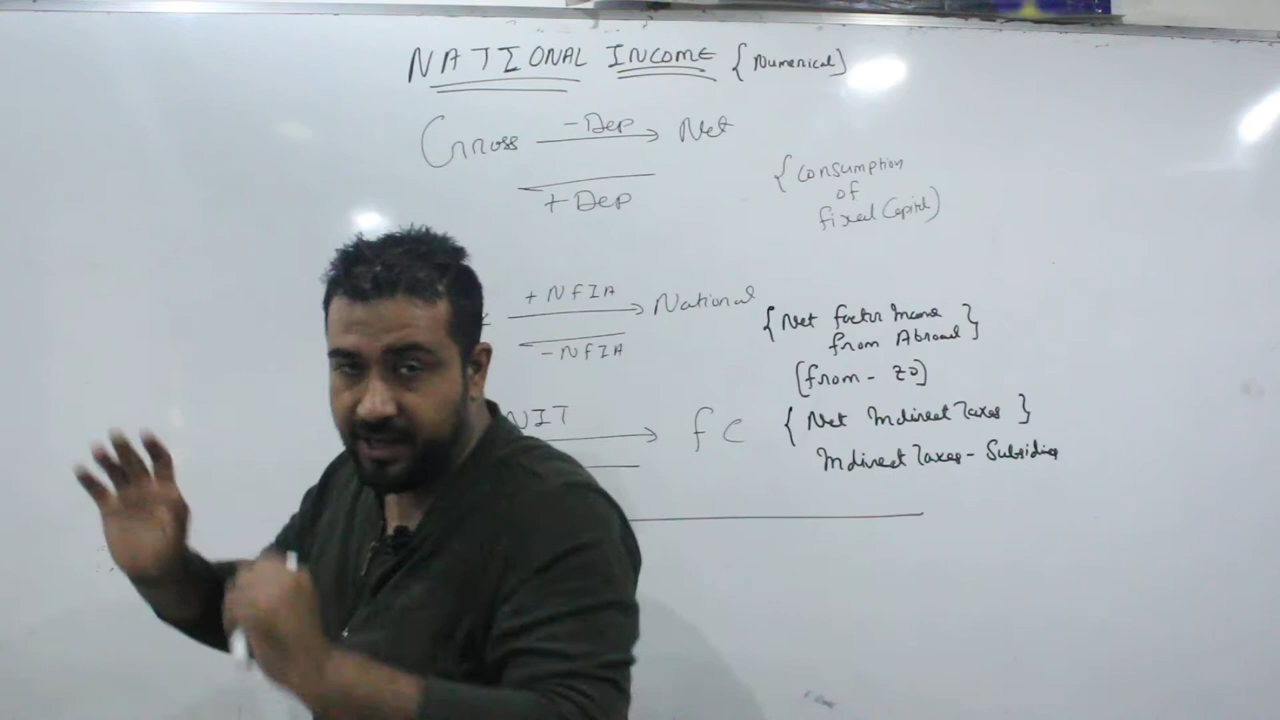 NATIONAL INCOME {Numerical}
Gross -Dep Net
+ Dep
{Consumption
of
fixed Capital)
+ NFIA National
- NFIA
{Net factor Income
from Abroad}
(from - to)
NIT FC {Net Indirect Taxes}
Indirect Taxes - Subsidies